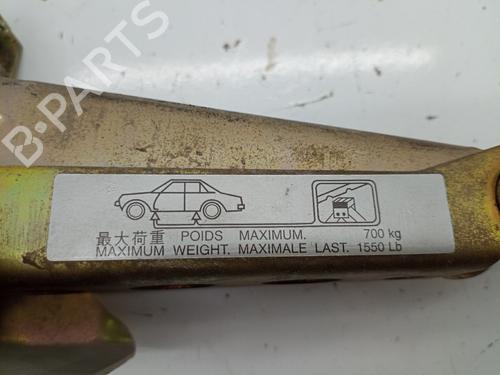 B-PARTS
最大荷重 POIDS MAXIMUM. 700 kg
MAXIMUM WEIGHT. MAXIMALE LAST. 1550 Lb